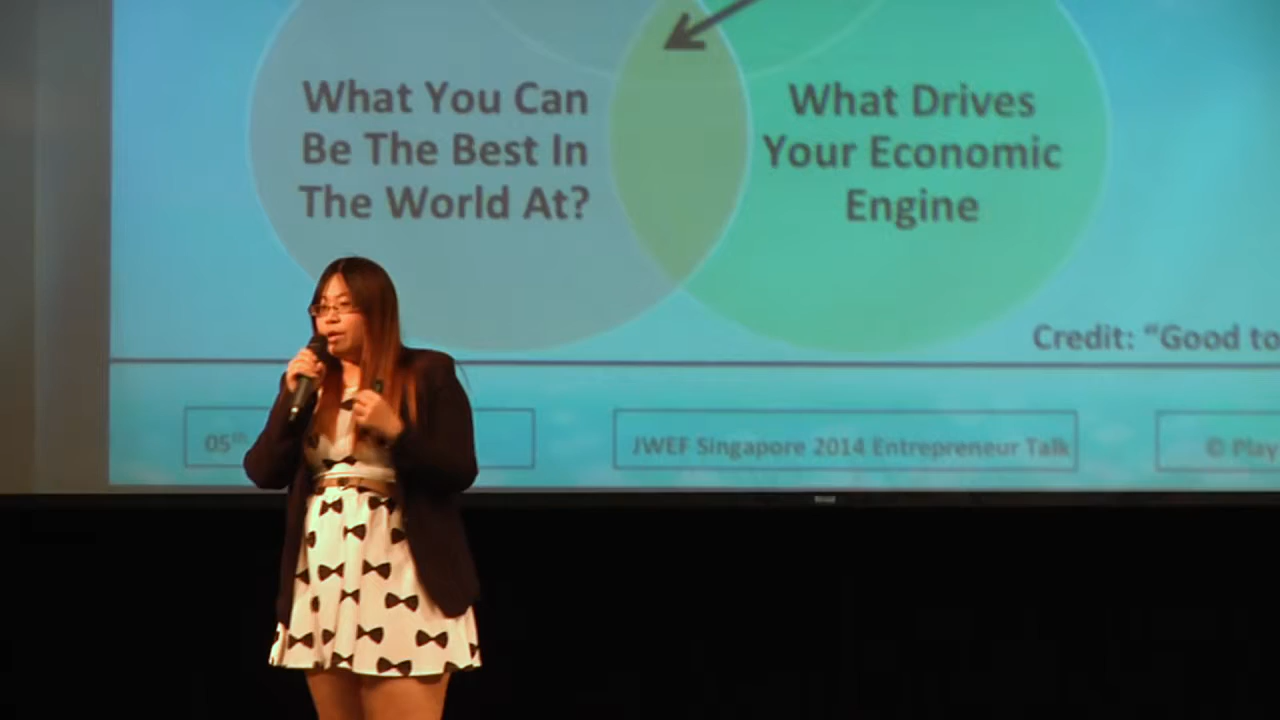 What You Can
Be The Best In
The World At?
What Drives
Your Economic
Engine
Credit: “Good to
05th
JWEF Singapore 2014 Entrepreneur Talk
© Play